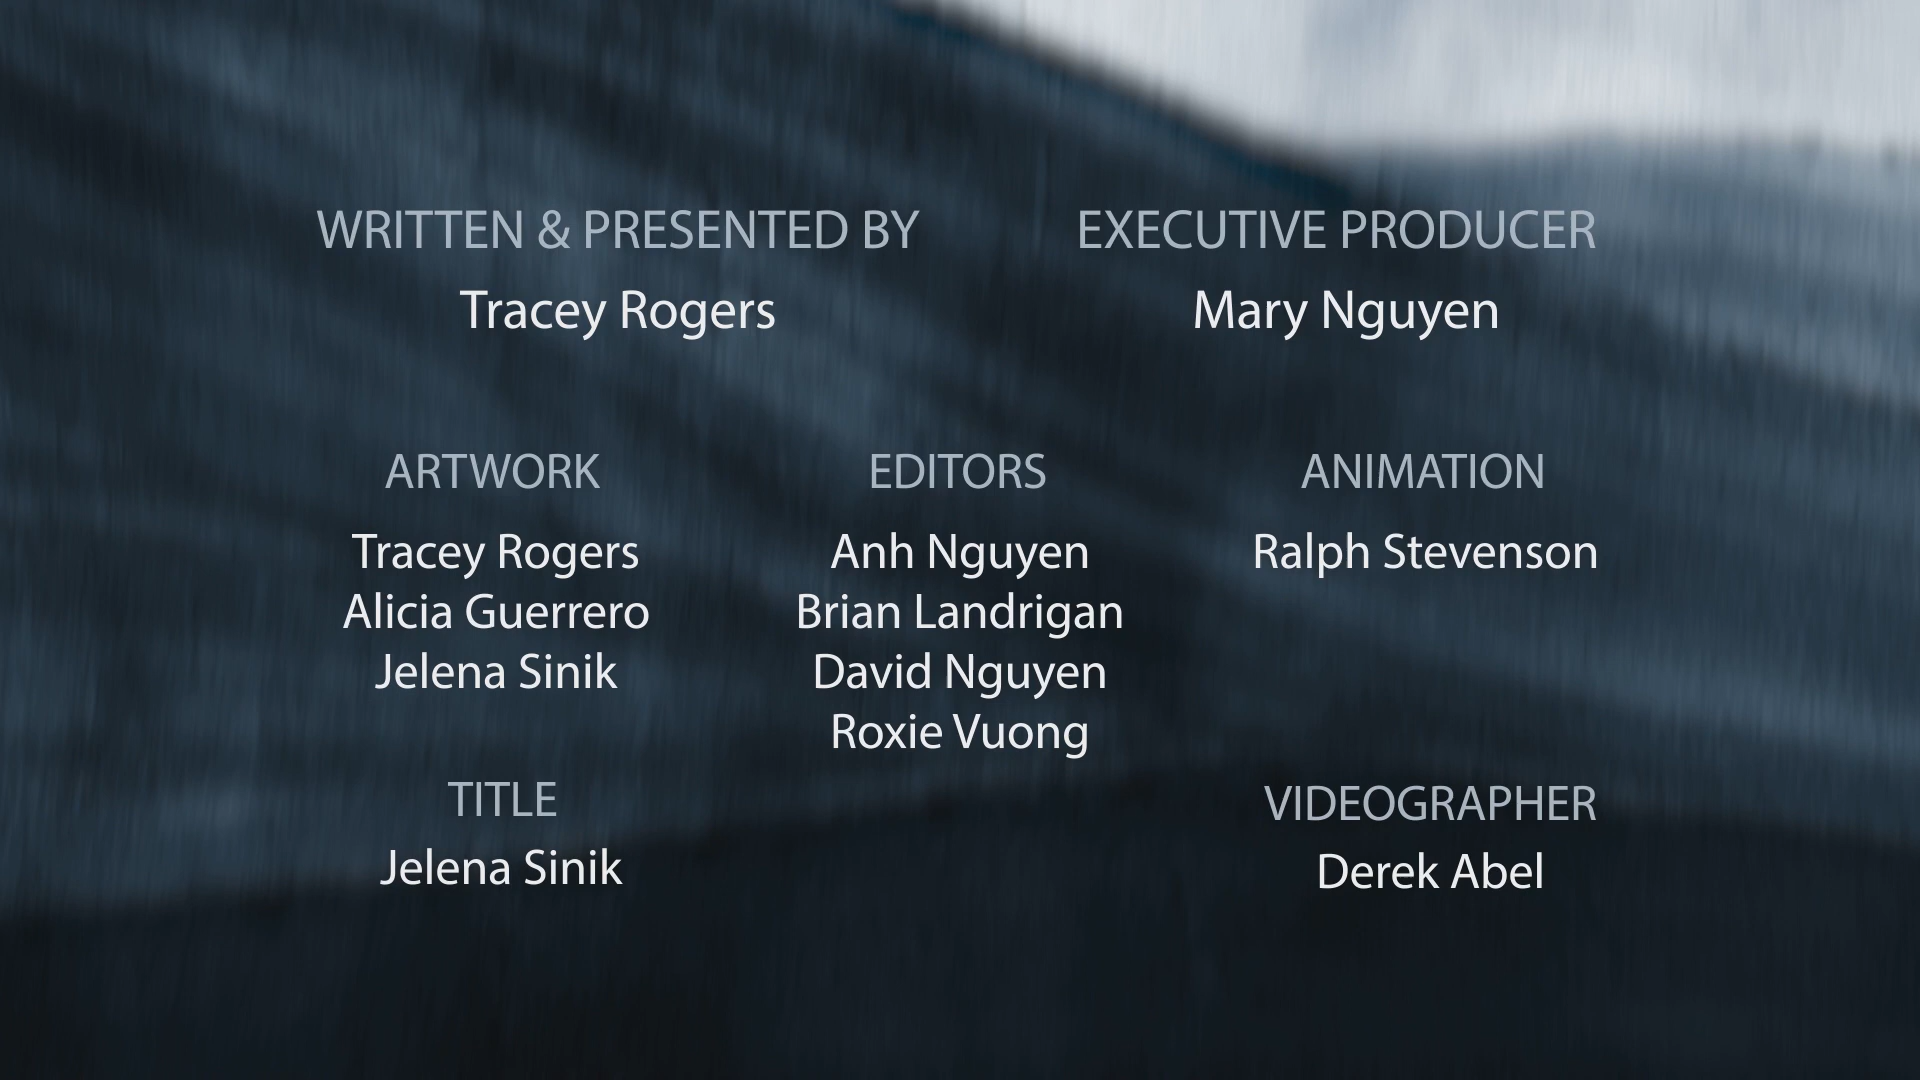 WRITTEN & PRESENTED BY
Tracey Rogers
EXECUTIVE PRODUCER
Mary Nguyen
ARTWORK
Tracey Rogers
Alicia Guerrero
Jelena Sinik
EDITORS
Anh Nguyen
Brian Landrigan
David Nguyen
Roxie Vuong
ANIMATION
Ralph Stevenson
TITLE
Jelena Sinik
VIDEOGRAPHER
Derek Abel